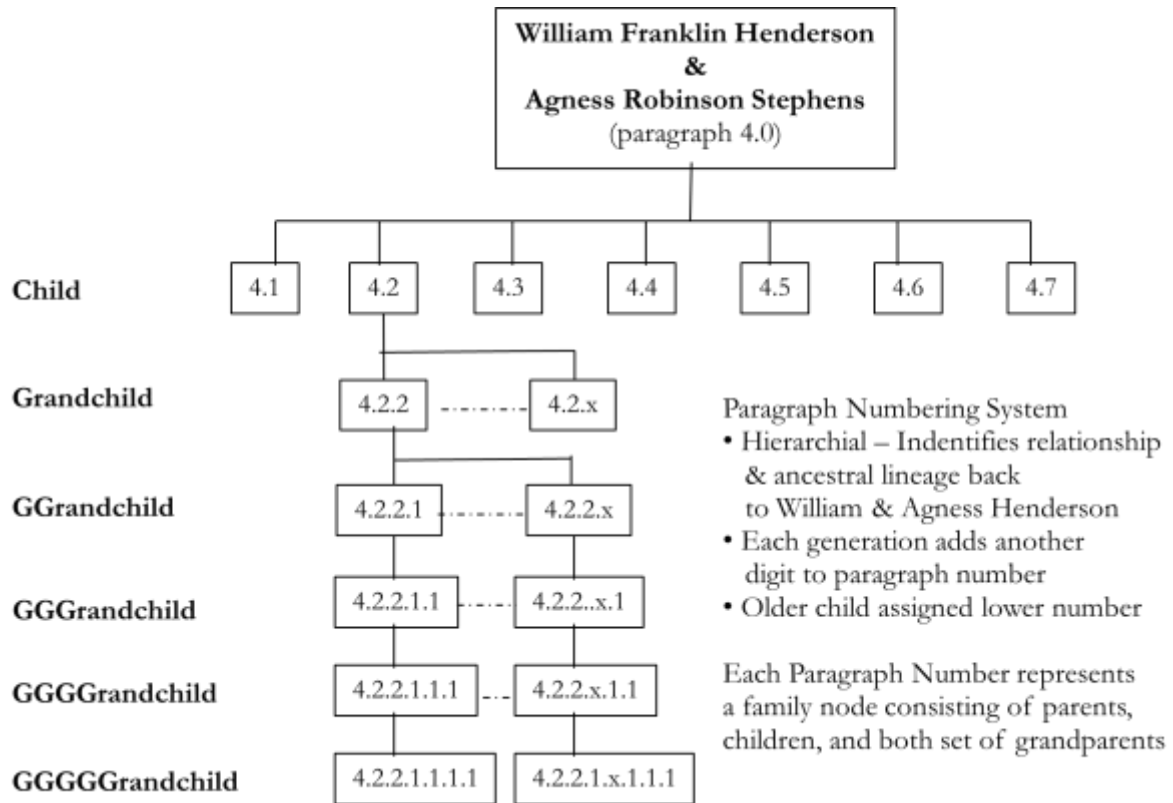 William Franklin Henderson
&
Agness Robinson Stephens
(paragraph 4.0)
Child
4.1
4.2
4.3
4.4
4.5
4.6
4.7
Grandchild
4.2.2
4.2.x
GGrandchild
4.2.2.1
4.2.2.x
GGGrandchild
4.2.2.1.1
4.2.2..x.1
GGGGrandchild
4.2.2.1.1.1
4.2.2.x.1.1
GGGGGrandchild
4.2.2.1.1.1.1
4.2.2.1.x.1.1.1
Paragraph Numbering System
• Hierarchial – Indentifies relationship
& ancestral lineage back
to William & Agness Henderson
• Each generation adds another
digit to paragraph number
• Older child assigned lower number
Each Paragraph Number represents
a family node consisting of parents,
children, and both set of grandparents